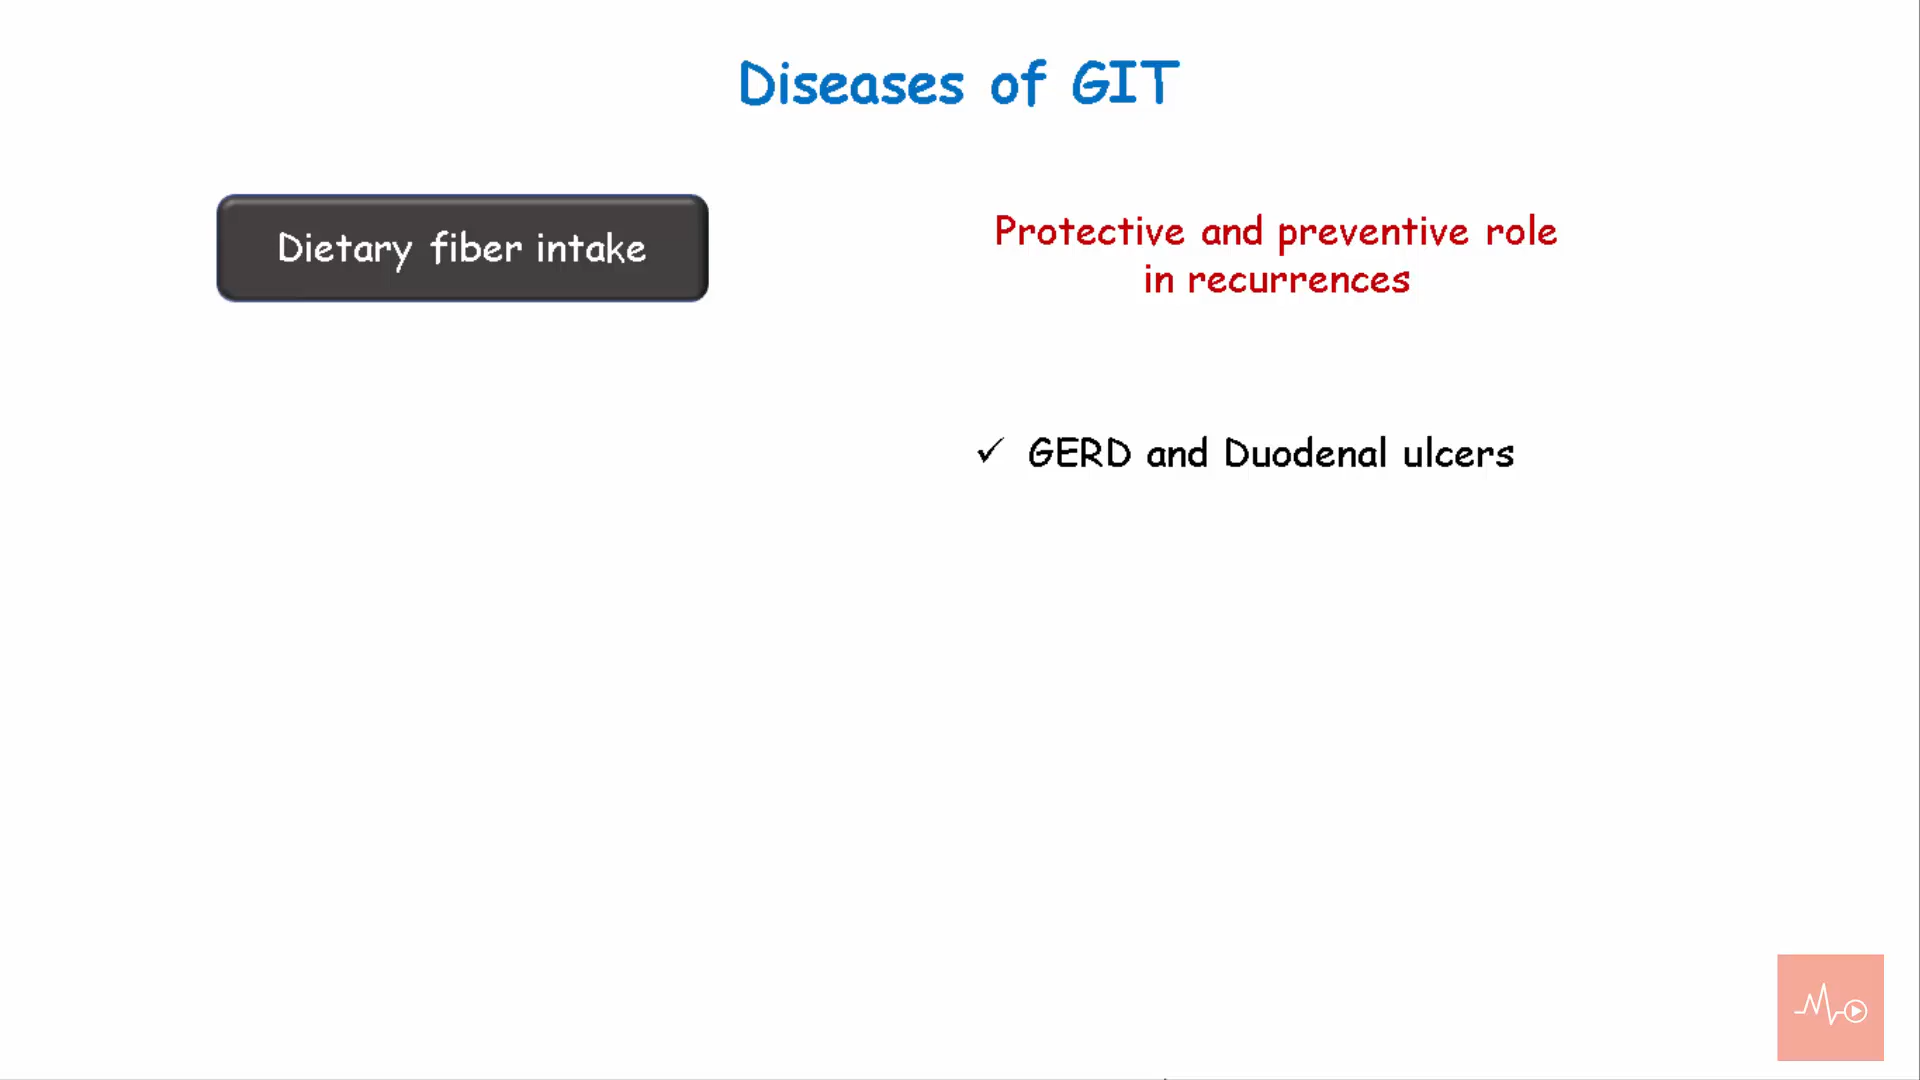 Diseases of GIT
Dietary fiber intake
Protective and preventive role
in recurrences
✓ GERD and Duodenal ulcers